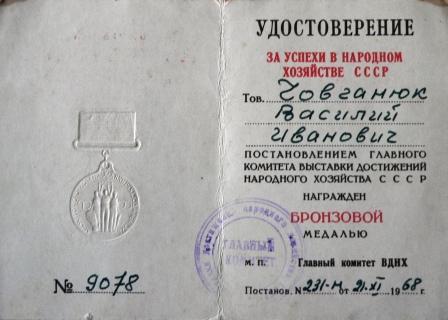 № 9078
УДОСТОВЕРЕНИЕ
ЗА УСПЕХИ В НАРОДНОМ
ХОЗЯЙСТВЕ СССР
Тов. Човганюк
Василий
Иванович
ПОСТАНОВЛЕНИЕМ ГЛАВНОГО
КОМИТЕТА ВЫСТАВКИ ДОСТИЖЕНИЙ
НАРОДНОГО ХОЗЯЙСТВА СССР
НАГРАЖДЕН
БРОНЗОВОЙ
МЕДАЛЬЮ
ГЛАВНЫЙ
КОМИТЕТ
М. П. Главный комитет ВДНХ
Постанов. № 231-н от 21.XI 1968 г.